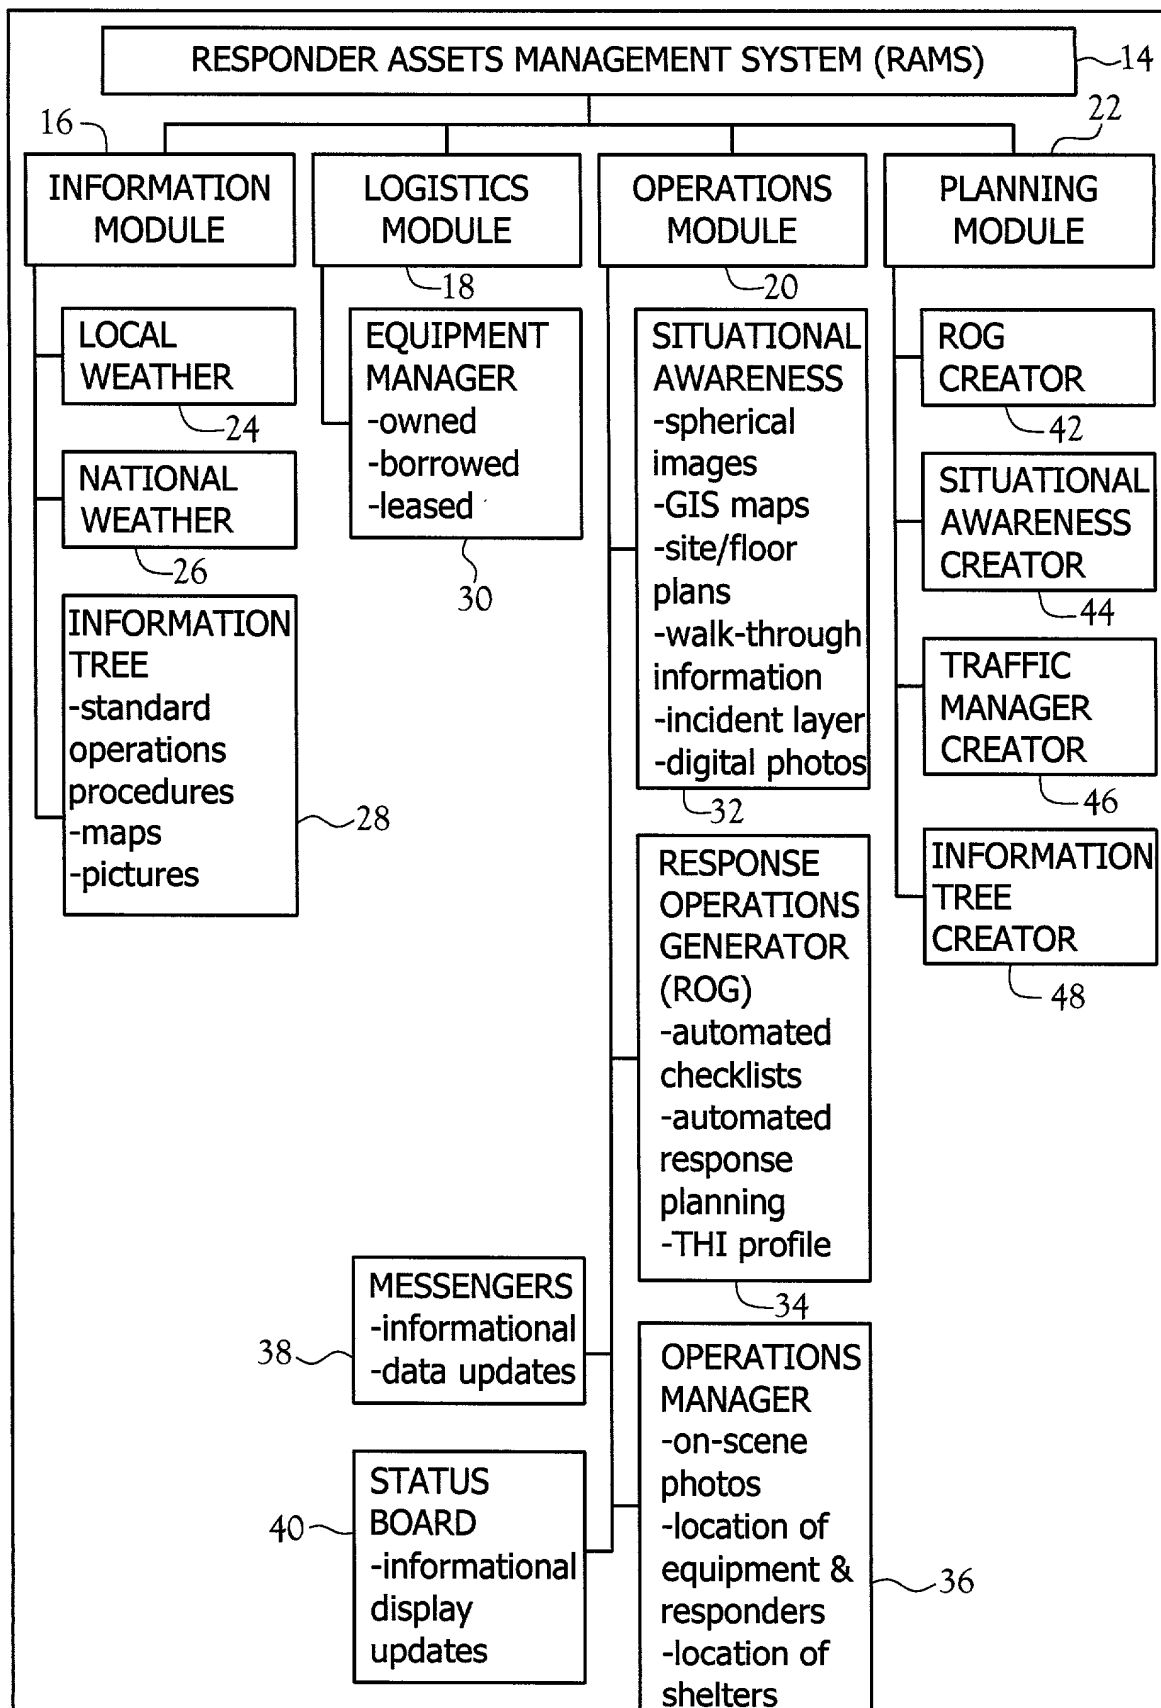 RESPONDER ASSETS MANAGEMENT SYSTEM (RAMS)
14
16
INFORMATION
MODULE
LOGISTICS
MODULE
18
OPERATIONS
MODULE
20
22
PLANNING
MODULE
LOCAL
WEATHER
24
NATIONAL
WEATHER
26
INFORMATION
TREE
-standard
operations
procedures
-maps
-pictures
28
EQUIPMENT
MANAGER
-owned
-borrowed
-leased
30
SITUATIONAL
AWARENESS
-spherical
images
-GIS maps
-site/floor
plans
-walk-through
information
-incident layer
-digital photos
32
RESPONSE
OPERATIONS
GENERATOR
(ROG)
-automated
checklists
-automated
response
planning
-THI profile
34
OPERATIONS
MANAGER
-on-scene
photos
-location of
equipment &
responders
-location of
shelters
36
MESSENGERS
-informational
-data updates
38
STATUS
BOARD
-informational
display
updates
40
ROG
CREATOR
42
SITUATIONAL
AWARENESS
CREATOR
44
TRAFFIC
MANAGER
CREATOR
46
INFORMATION
TREE
CREATOR
48